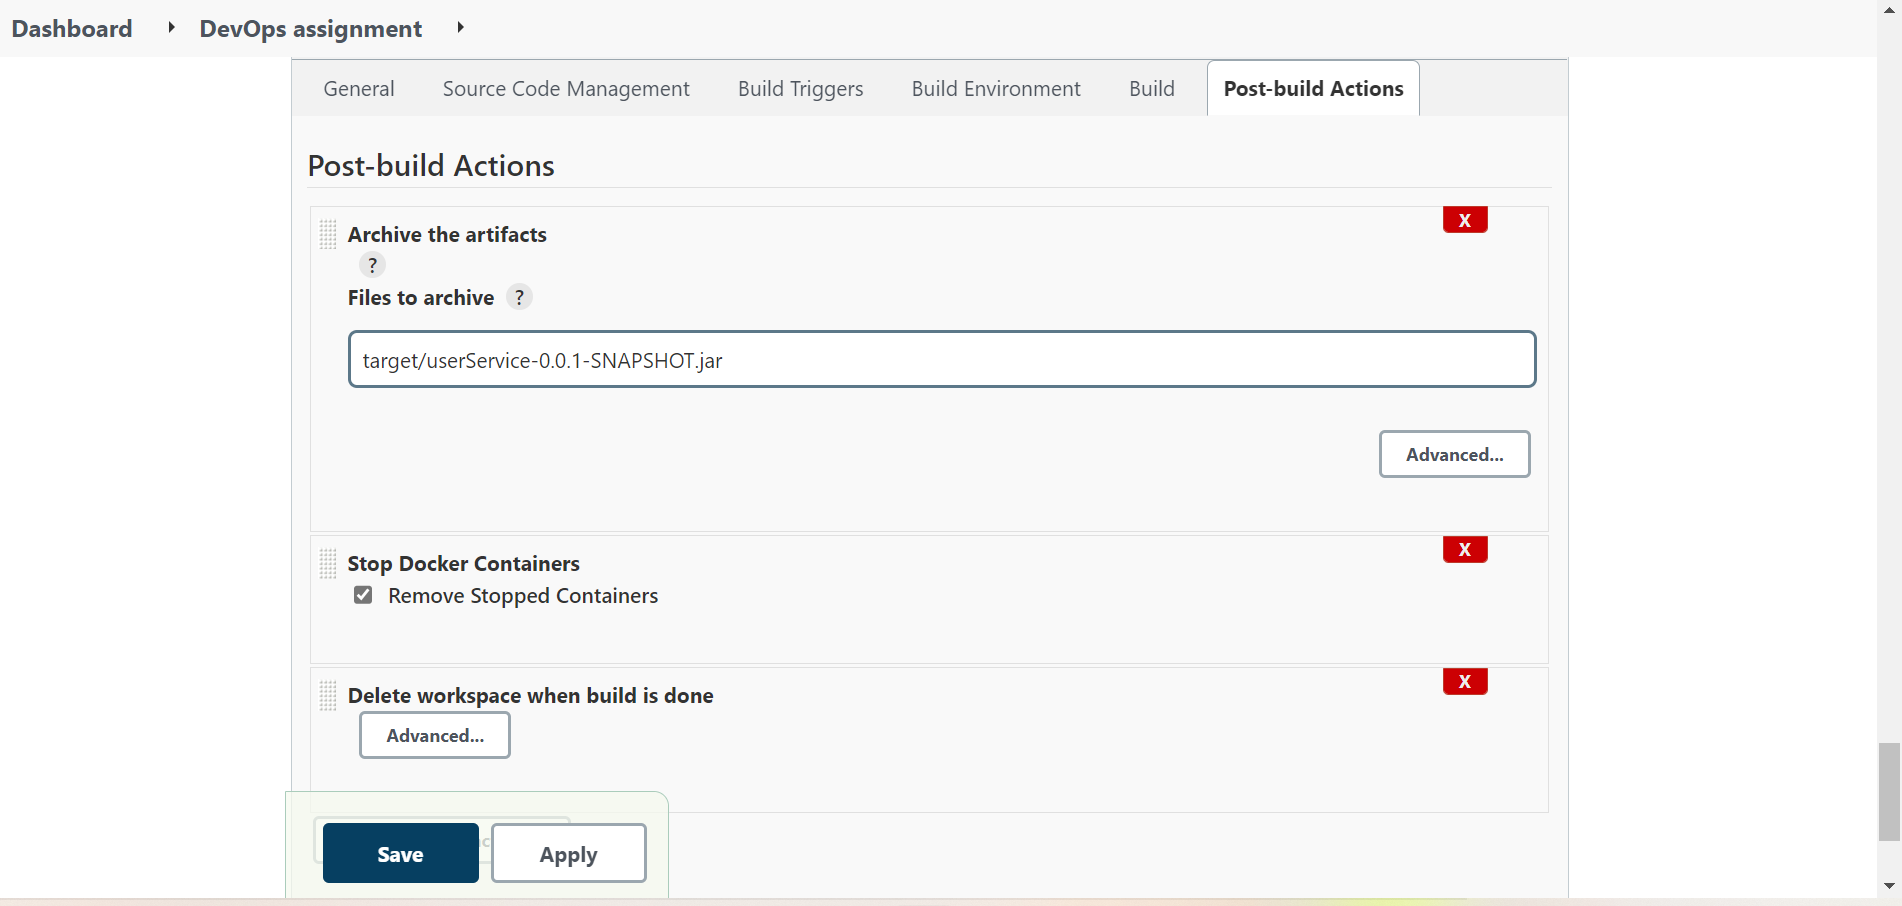 Dashboard DevOps assignment
General Source Code Management Build Triggers Build Environment Build Post-build Actions
Post-build Actions
X
Archive the artifacts
?
Files to archive ?
target/userService-0.0.1-SNAPSHOT.jar
Advanced...
X
Stop Docker Containers
Remove Stopped Containers
X
Delete workspace when build is done
Advanced...
Save Apply